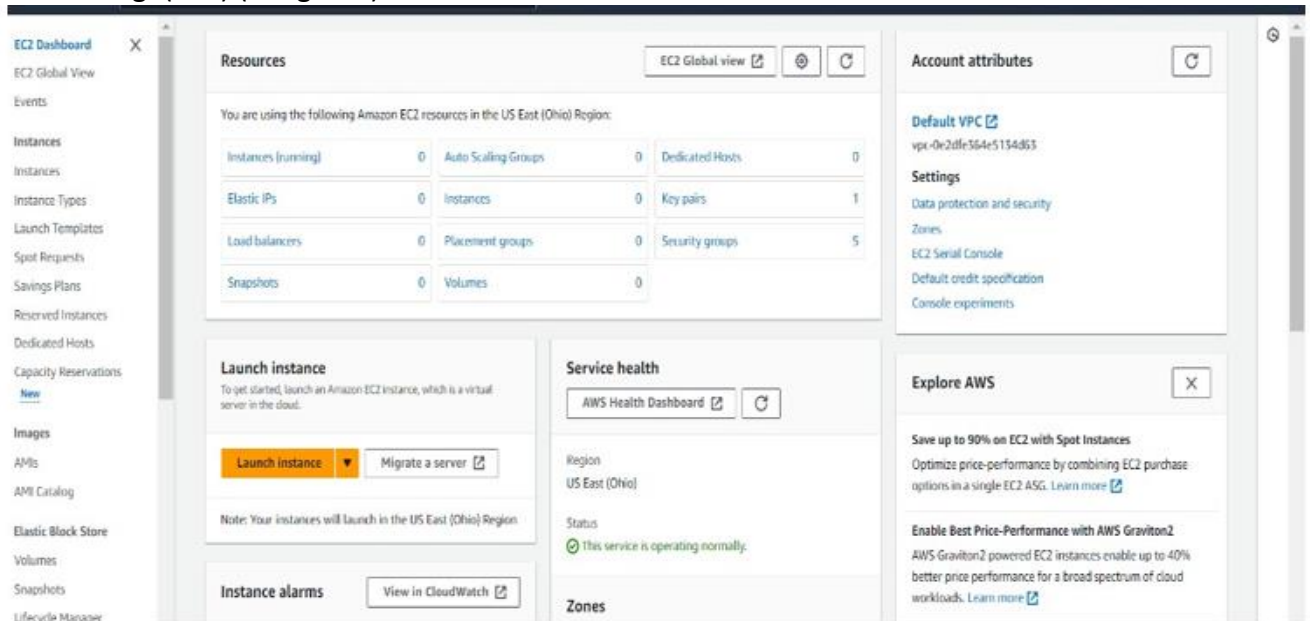 EC2 Dashboard
EC2 Global View
Events
Instances
Instances
Instance Types
Launch Templates
Spot Requests
Savings Plans
Reserved Instances
Dedicated Hosts
Capacity Reservations
New
Images
AMIs
AMI Catalog
Elastic Block Store
Volumes
Snapshots
Lifecycle Manager
Resources
EC2 Global view
You are using the following Amazon EC2 resources in the US East (Ohio) Region:
Instances (running) 0 Auto Scaling Groups 0 Dedicated Hosts 0
Elastic IPs 0 Instances 0 Key pairs 1
Load balancers 0 Placement groups 0 Security groups 5
Snapshots 0 Volumes 0
Launch instance
To get started, launch an Amazon EC2 instance, which is a virtual
server in the cloud.
Launch instance Migrate a server
Note: Your instances will launch in the US East (Ohio) Region
Instance alarms View in CloudWatch
Service health
AWS Health Dashboard
Region
US East (Ohio)
Status
This service is operating normally.
Zones
Account attributes
Default VPC
Settings
Data protection and security
Zones
EC2 Serial Console
Default credit specification
Console experiments
Explore AWS
Save up to 90% on EC2 with Spot Instances
Optimize price-performance by combining EC2 purchase
options in a single EC2 ASG. Learn more
Enable Best Price-Performance with AWS Graviton2
AWS Graviton2 powered EC2 instances enable up to 40%
better price performance for a broad spectrum of cloud
workloads. Learn more